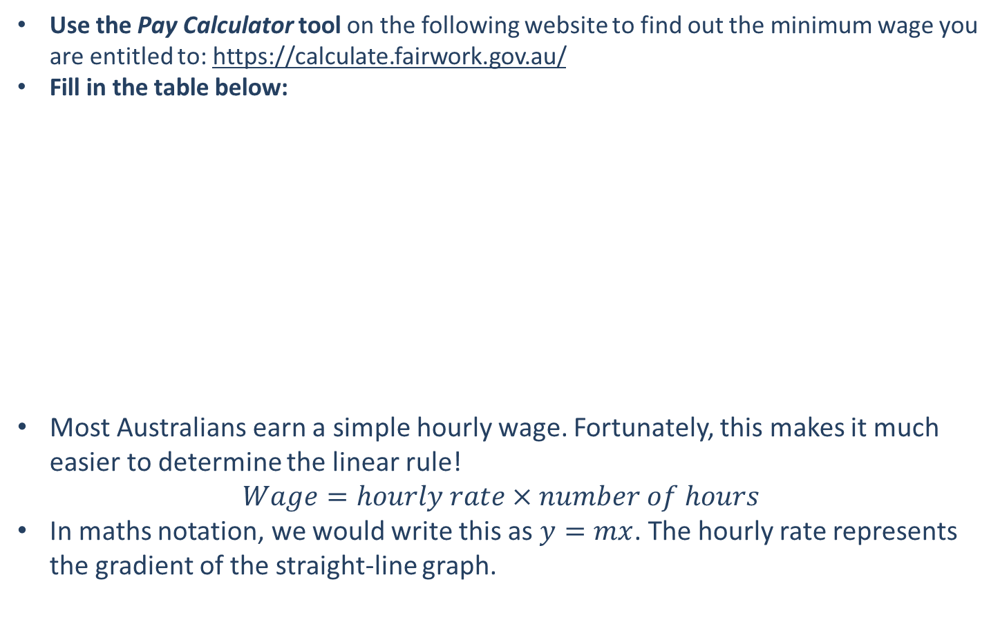 • Use the Pay Calculator tool on the following website to find out the minimum wage you
are entitled to: https://calculate.fairwork.gov.au/
• Fill in the table below:
• Most Australians earn a simple hourly wage. Fortunately, this makes it much
easier to determine the linear rule!
Wage = hourly rate × number of hours
• In maths notation, we would write this as y = mx. The hourly rate represents
the gradient of the straight-line graph.